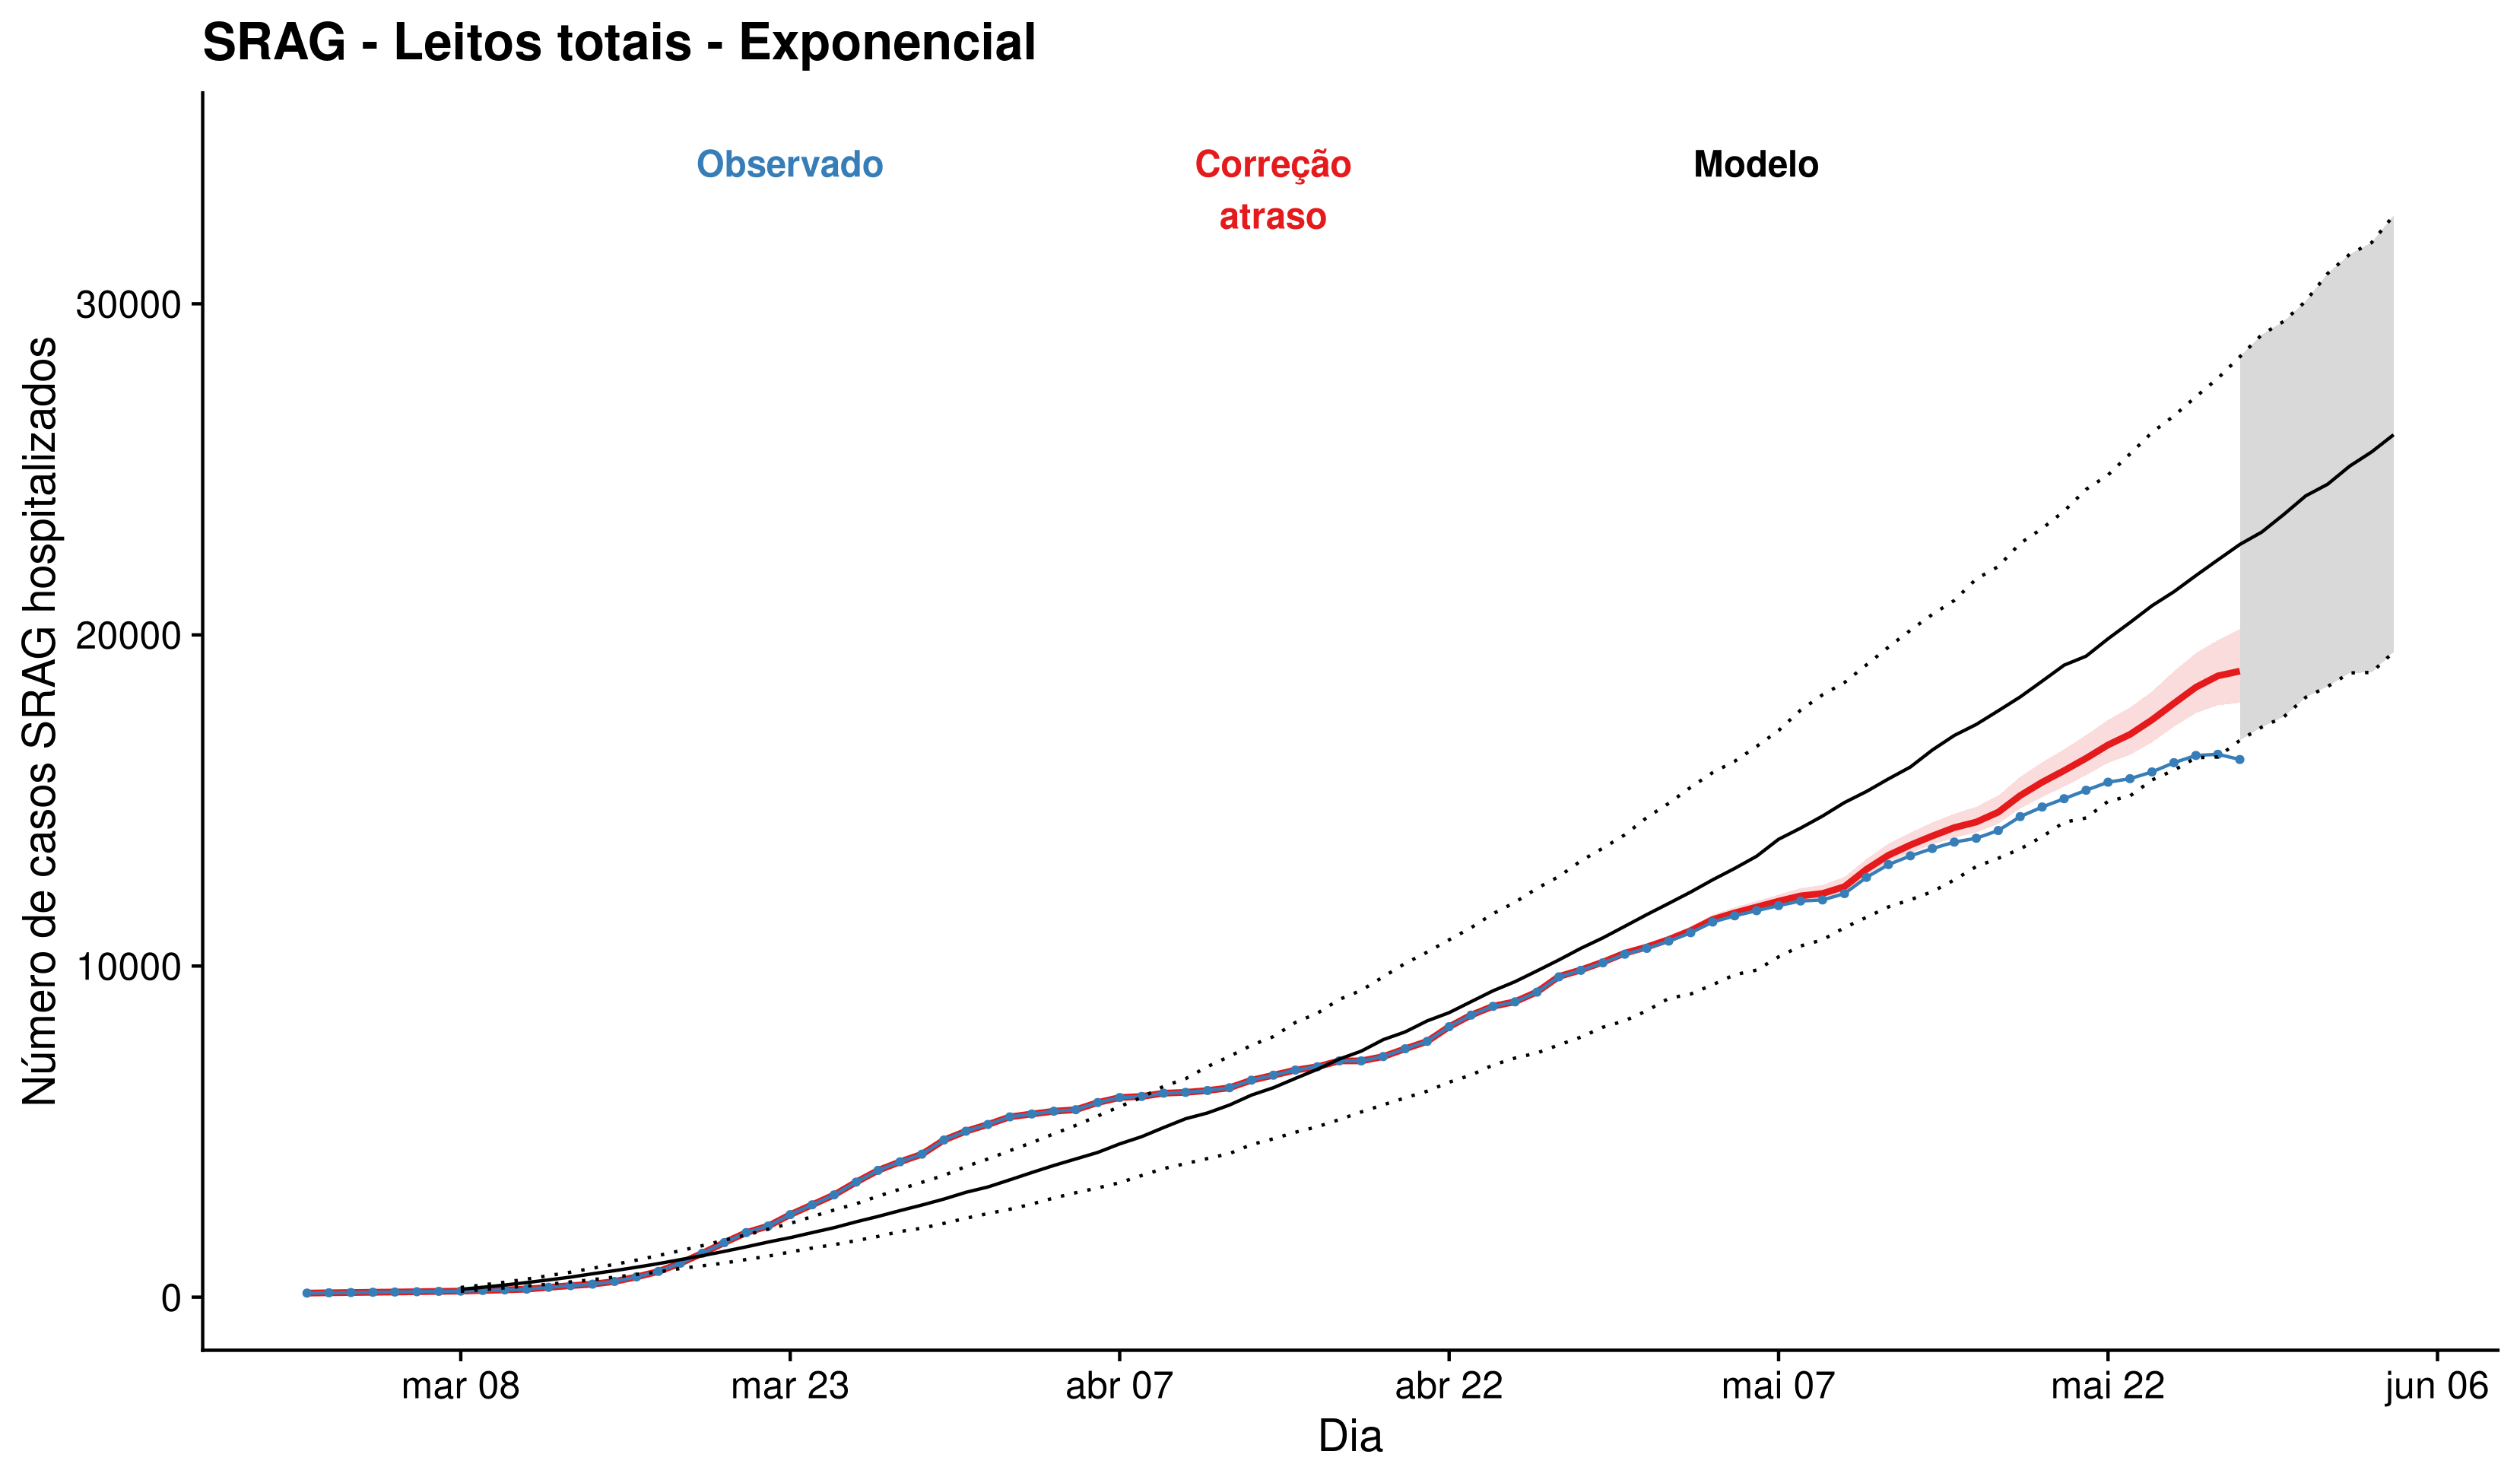 SRAG - Leitos totais - Exponencial
Observado
Correção
atraso
Modelo
Número de casos SRAG hospitalizados
30000
20000
10000
0
mar 08
mar 23
abr 07
abr 22
mai 07
mai 22
jun 06
Dia